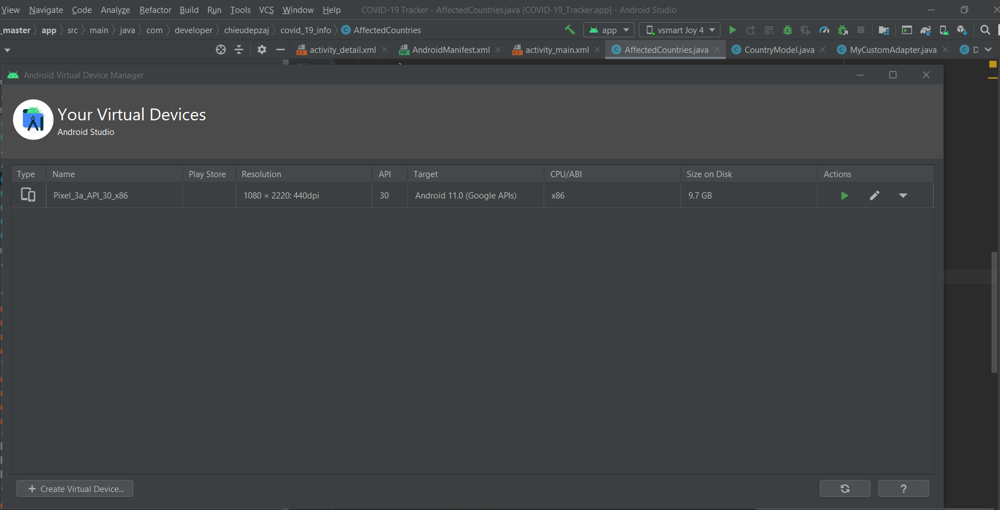 View Navigate Code Analyze Refactor Build Run Tools VCS Window Help COVID-19 Tracker - AffectedCountries.java [COVID-19_Tracker.app] - Android Studio
_master app src main java com developer chieudepzaj covid_19_info C AffectedCountries app vsmart Joy 4
activity_detail.xml MF AndroidManifest.xml activity_main.xml C AffectedCountries.java C CountryModel.java C MyCustomAdapter.java C D
Android Virtual Device Manager
Your Virtual Devices
Android Studio
Type Name Play Store Resolution API Target CPU/ABI Size on Disk Actions
Pixel_3a_API_30_x86 1080 × 2220: 440dpi 30 Android 11.0 (Google APIs) x86 9.7 GB
+ Create Virtual Device... ?